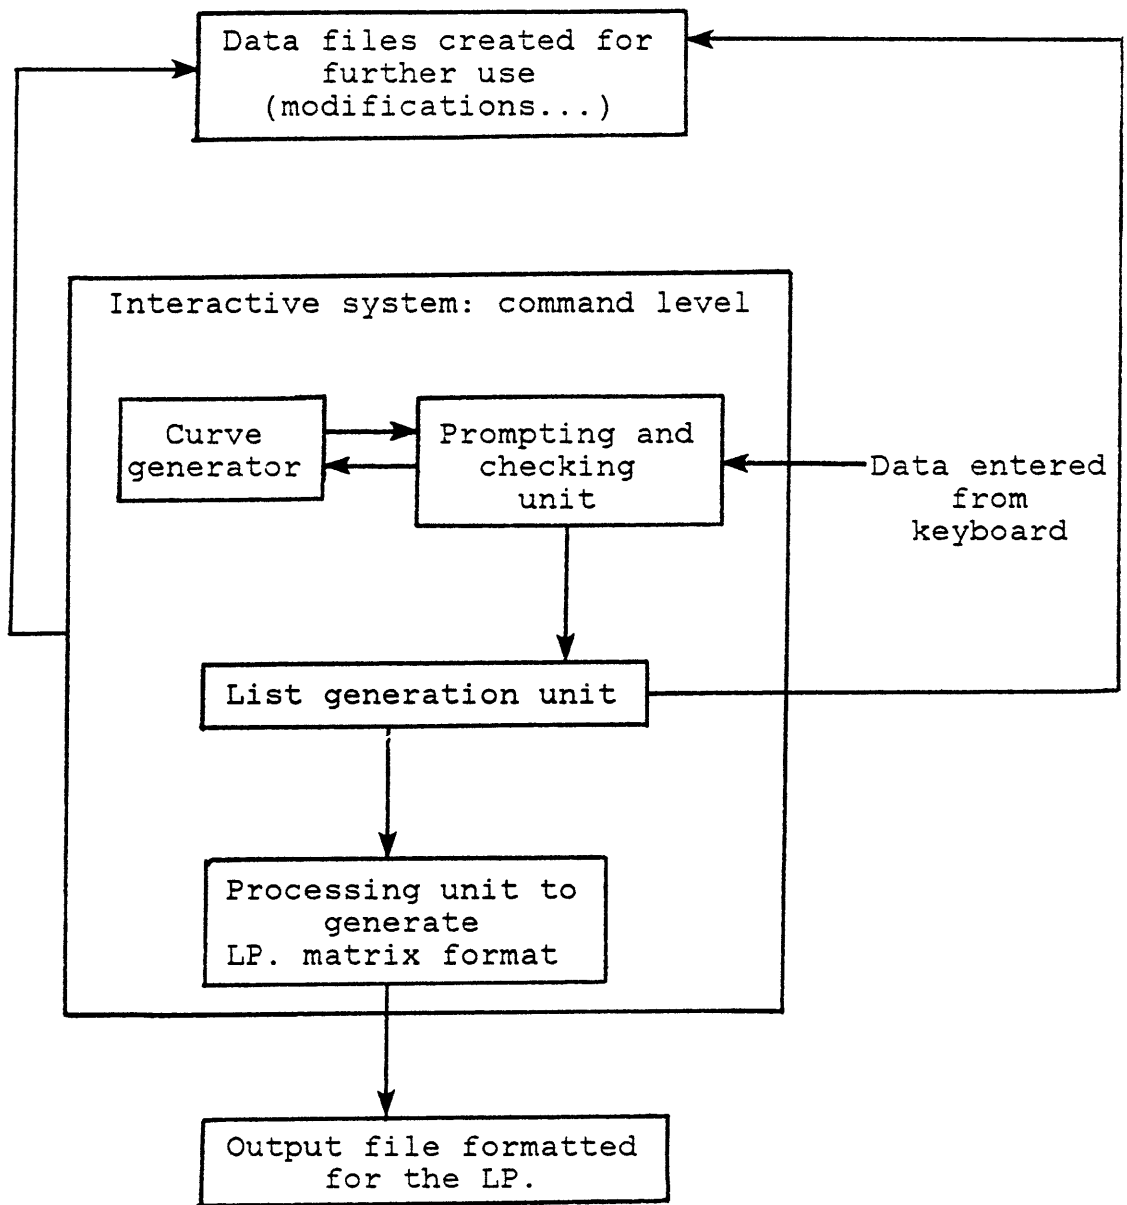 Data files created for
further use
(modifications...)
Interactive system: command level
Curve
generator
Prompting and
checking
unit
Data entered
from
keyboard
List generation unit
Processing unit to
generate
LP. matrix format
Output file formatted
for the LP.